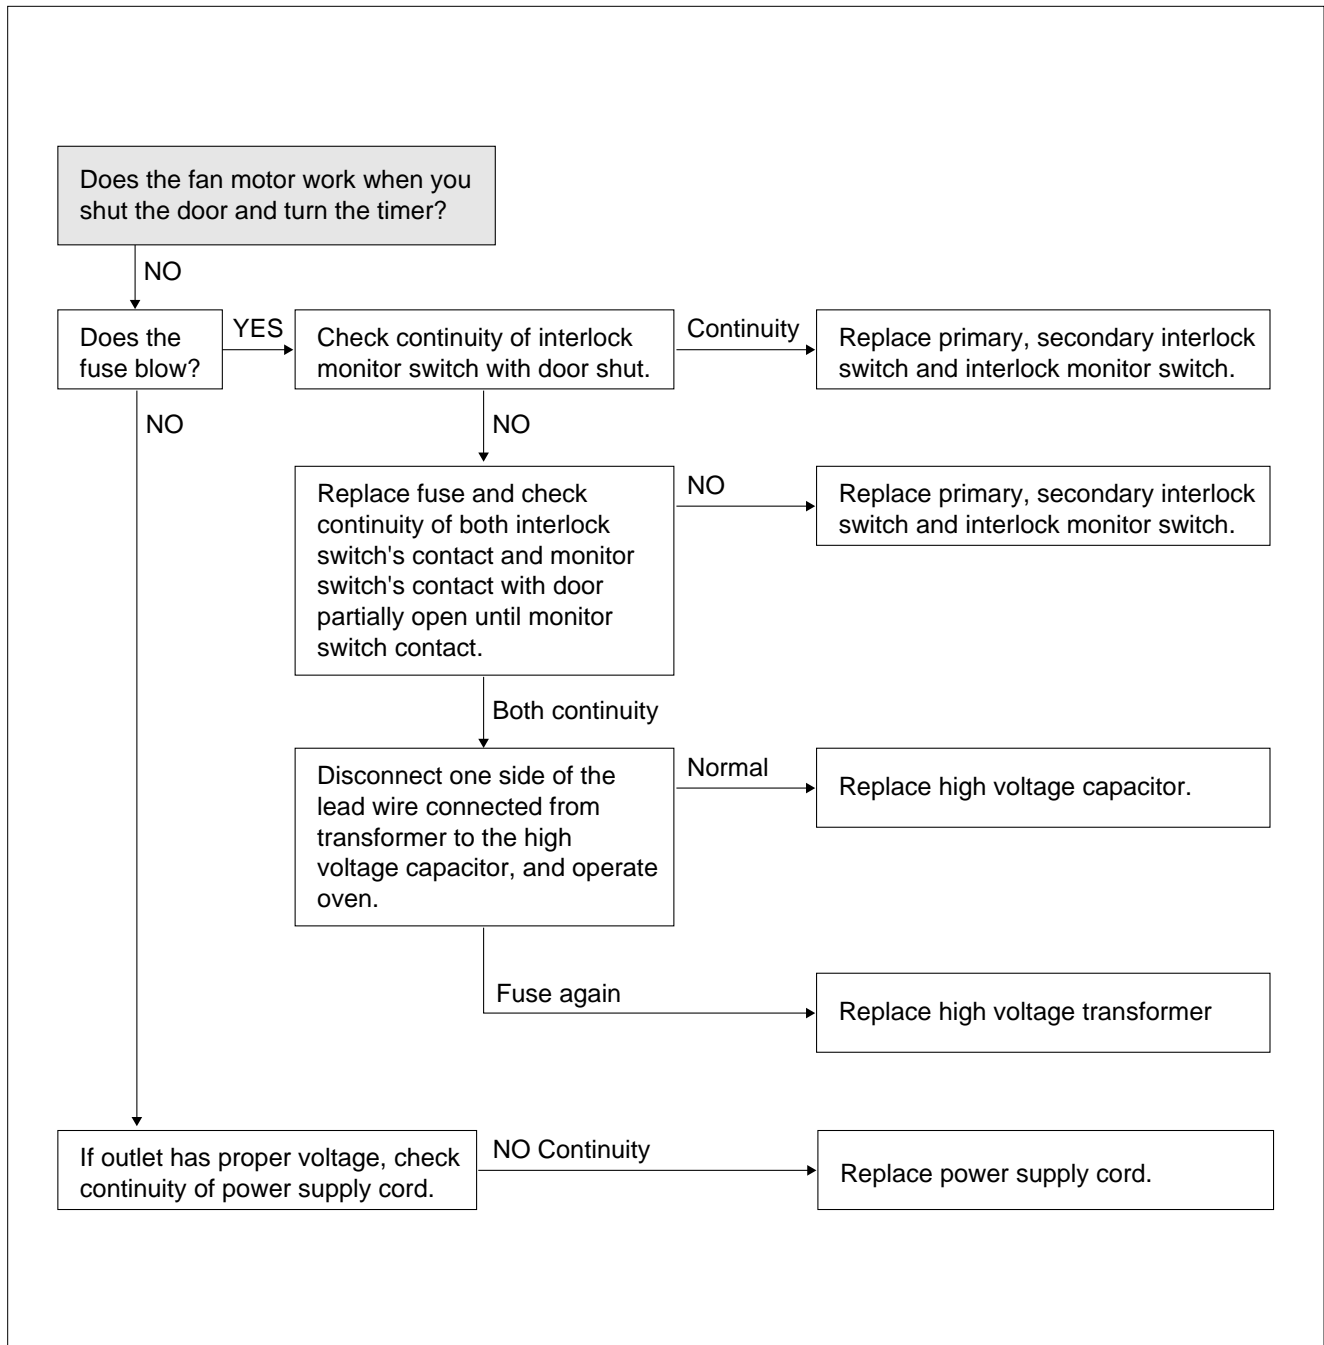 Does the fan motor work when you
shut the door and turn the timer?
NO
Does the
fuse blow?
YES
Check continuity of interlock
monitor switch with door shut.
Continuity
Replace primary, secondary interlock
switch and interlock monitor switch.
NO
NO
Replace fuse and check
continuity of both interlock
switch's contact and monitor
switch's contact with door
partially open until monitor
switch contact.
NO
Replace primary, secondary interlock
switch and interlock monitor switch.
Both continuity
Disconnect one side of the
lead wire connected from
transformer to the high
voltage capacitor, and operate
oven.
Normal
Replace high voltage capacitor.
Fuse again
Replace high voltage transformer
If outlet has proper voltage, check
continuity of power supply cord.
NO Continuity
Replace power supply cord.